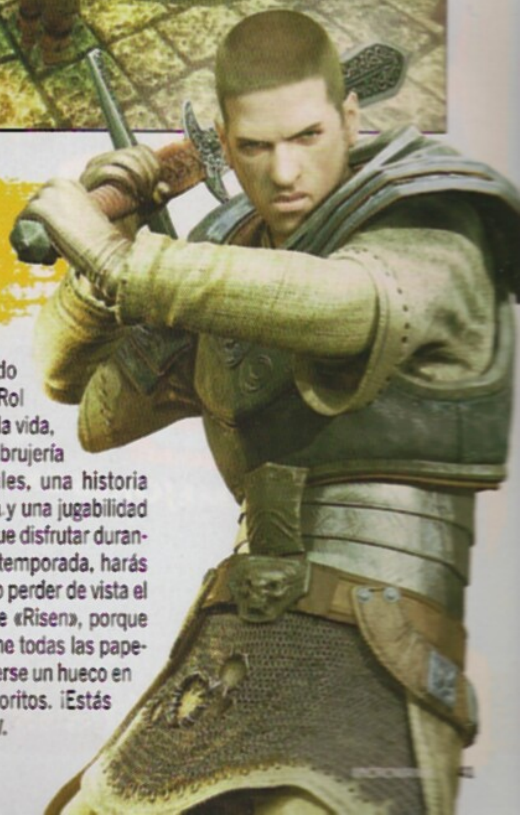 do
Rol
la vida,
brujería
les, una historia
y una jugabilidad
ue disfrutar duran-
temporada, harás
o perder de vista el
e «Risen», porque
ne todas las pape-
erse un hueco en
oritos. ¡Estás